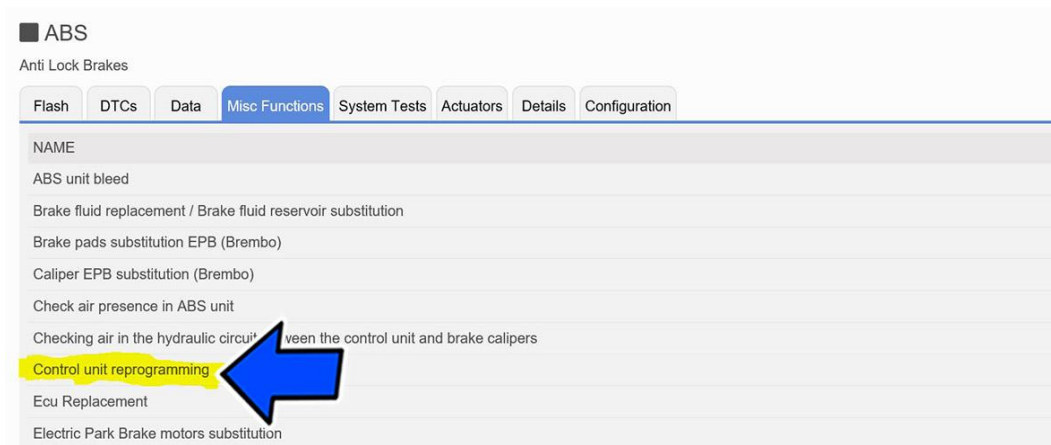 ABS
Anti Lock Brakes
Flash DTCs Data Misc Functions System Tests Actuators Details Configuration
NAME
ABS unit bleed
Brake fluid replacement / Brake fluid reservoir substitution
Brake pads substitution EPB (Brembo)
Caliper EPB substitution (Brembo)
Check air presence in ABS unit
Checking air in the hydraulic circuit the control unit and brake calipers
Control unit reprogramming
Ecu Replacement
Electric Park Brake motors substitution